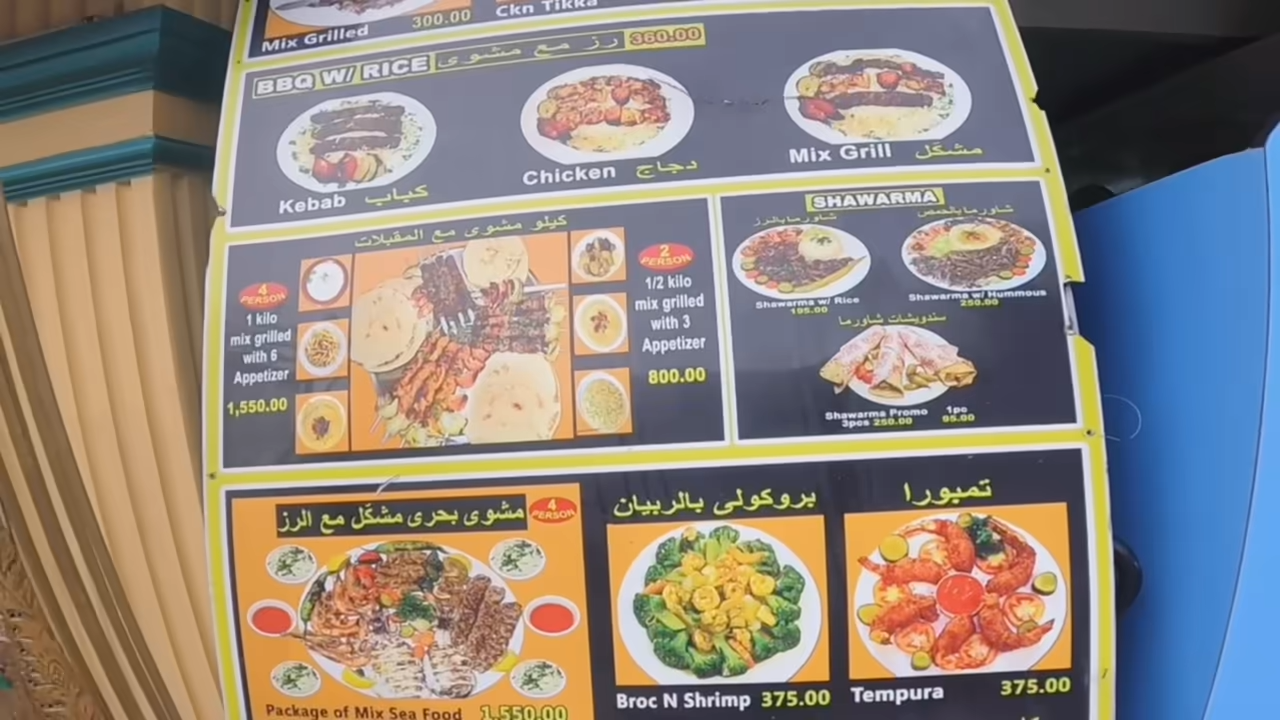 Mix Grilled 300.00
Ckn Tikka
BBQ W/ RICE رز مع مشوى 360.00
Kebab كباب
Chicken دجاج
Mix Grill مشكّل
كيلو مشوى مع المقبلات
4 PERSON
1 kilo
mix grilled
with 6
Appetizer
1,550.00
2 PERSON
1/2 kilo
mix grilled
with 3
Appetizer
800.00
SHAWARMA
شاورما بالرز
شاورما بالحمص
Shawarma w/ Rice
195.00
Shawarma w/ Hummous
250.00
سندويشات شاورما
Shawarma Promo
3pcs 250.00
1pc
95.00
مشوى بحرى مشكّل مع الرز
4 PERSON
Package of Mix Sea Food 1,550.00
بروكولى بالربيان
Broc N Shrimp 375.00
تمبورا
Tempura 375.00